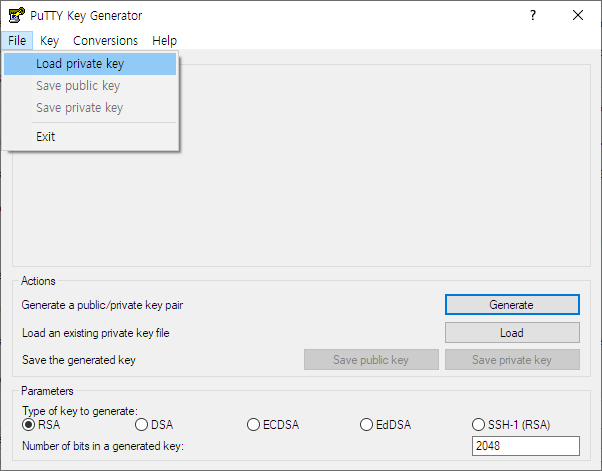 PuTTY Key Generator
?
File Key Conversions Help
Load private key
Save public key
Save private key
Exit
Actions
Generate a public/private key pair Generate
Load an existing private key file Load
Save the generated key Save public key Save private key
Parameters
Type of key to generate:
RSA DSA ECDSA EdDSA SSH-1 (RSA)
Number of bits in a generated key: 2048